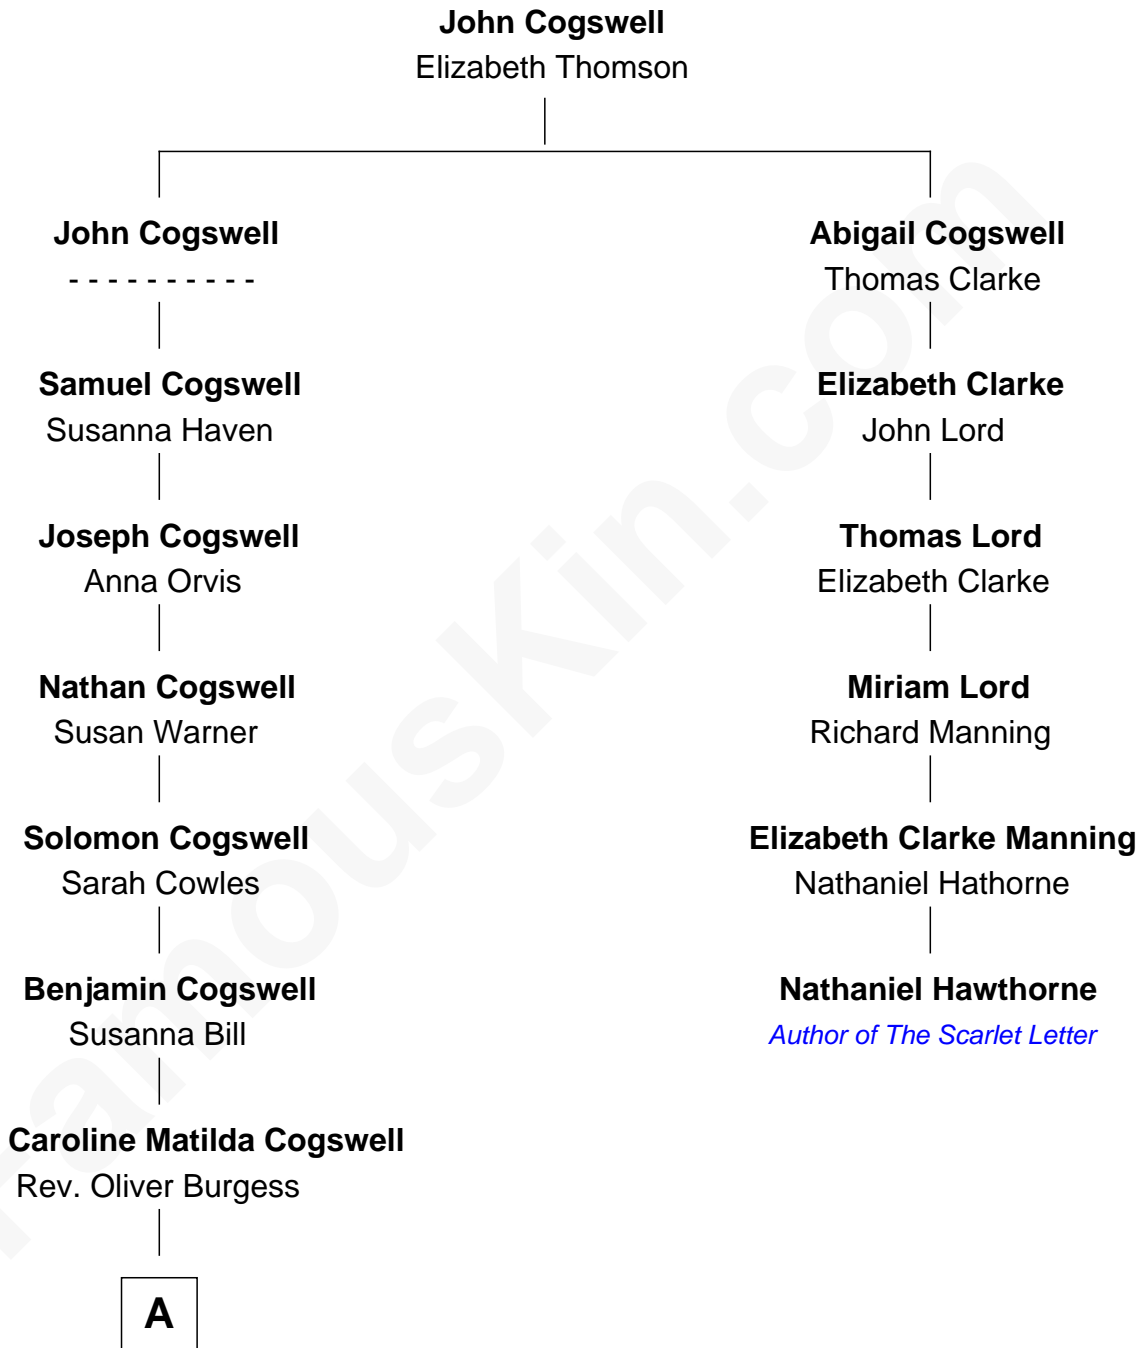 John Cogswell
Elizabeth Thomson
John Cogswell
- - - - - - - - - -
Samuel Cogswell
Susanna Haven
Joseph Cogswell
Anna Orvis
Nathan Cogswell
Susan Warner
Solomon Cogswell
Sarah Cowles
Benjamin Cogswell
Susanna Bill
Caroline Matilda Cogswell
Rev. Oliver Burgess
A
Abigail Cogswell
Thomas Clarke
Elizabeth Clarke
John Lord
Thomas Lord
Elizabeth Clarke
Miriam Lord
Richard Manning
Elizabeth Clarke Manning
Nathaniel Hathorne
Nathaniel Hawthorne
Author of The Scarlet Letter
FamousKin.com